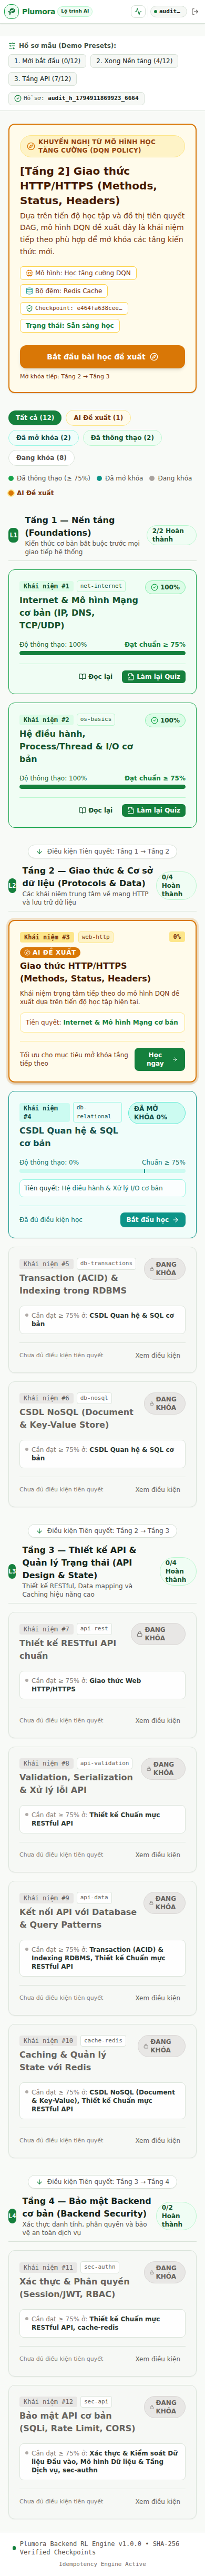 Plumora
Lộ trình AI
audit…
Hồ sơ mẫu (Demo Presets):
1. Mới bắt đầu (0/12)
2. Xong Nền tảng (4/12)
3. Tầng API (7/12)
Hồ sơ: audit_h_1794911869923_6664
KHUYẾN NGHỊ TỪ MÔ HÌNH HỌC TĂNG CƯỜNG (DQN POLICY)
[Tầng 2] Giao thức HTTP/HTTPS (Methods, Status, Headers)
Dựa trên tiến độ học tập và đồ thị tiên quyết DAG, mô hình DQN đề xuất đây là khái niệm tiếp theo phù hợp để mở khóa các tầng kiến thức mới.
Mô hình: Học tăng cường DQN
Bộ đệm: Redis Cache
Checkpoint: e464fa638cee…
Trạng thái: Sẵn sàng học
Bắt đầu bài học đề xuất
Mở khóa tiếp: Tầng 2 → Tầng 3
Tất cả (12)
AI Đề xuất (1)
Đã mở khóa (2)
Đã thông thạo (2)
Đang khóa (8)
Đã thông thạo (≥ 75%)
Đã mở khóa
Đang khóa
AI Đề xuất
L1
Tầng 1 — Nền tảng (Foundations)
Kiến thức cơ bản bắt buộc trước mọi giao tiếp hệ thống
2/2 Hoàn thành
Khái niệm #1
net-internet
100%
Internet & Mô hình Mạng cơ bản (IP, DNS, TCP/UDP)
Độ thông thạo: 100%
Đạt chuẩn ≥ 75%
Đọc lại
Làm lại Quiz
Khái niệm #2
os-basics
100%
Hệ điều hành, Process/Thread & I/O cơ bản
Độ thông thạo: 100%
Đạt chuẩn ≥ 75%
Đọc lại
Làm lại Quiz
Điều kiện Tiên quyết: Tầng 1 → Tầng 2
L2
Tầng 2 — Giao thức & Cơ sở dữ liệu (Protocols & Data)
Các khái niệm trung tâm về mạng HTTP và lưu trữ dữ liệu
0/4 Hoàn thành
Khái niệm #3
web-http
0%
AI ĐỀ XUẤT
Giao thức HTTP/HTTPS (Methods, Status, Headers)
Khái niệm trọng tâm tiếp theo do mô hình DQN đề xuất dựa trên tiến độ học tập hiện tại.
Tiên quyết: Internet & Mô hình Mạng cơ bản
Tối ưu cho mục tiêu mở khóa tầng tiếp theo
Học ngay
Khái niệm #4
db-relational
ĐÃ MỞ KHÓA 0%
CSDL Quan hệ & SQL cơ bản
Độ thông thạo: 0%
Chuẩn ≥ 75%
Tiên quyết: Hệ điều hành & Xử lý I/O cơ bản
Đã đủ điều kiện học
Bắt đầu học
Khái niệm #5
db-transactions
ĐANG KHÓA
Transaction (ACID) & Indexing trong RDBMS
Cần đạt ≥ 75% ở: CSDL Quan hệ & SQL cơ bản
Chưa đủ điều kiện tiên quyết
Xem điều kiện
Khái niệm #6
db-nosql
ĐANG KHÓA
CSDL NoSQL (Document & Key-Value Store)
Cần đạt ≥ 75% ở: CSDL Quan hệ & SQL cơ bản
Chưa đủ điều kiện tiên quyết
Xem điều kiện
Điều kiện Tiên quyết: Tầng 2 → Tầng 3
L3
Tầng 3 — Thiết kế API & Quản lý Trạng thái (API Design & State)
Thiết kế RESTful, Data mapping và Caching hiệu năng cao
0/4 Hoàn thành
Khái niệm #7
api-rest
ĐANG KHÓA
Thiết kế RESTful API chuẩn
Cần đạt ≥ 75% ở: Giao thức Web HTTP/HTTPS
Chưa đủ điều kiện tiên quyết
Xem điều kiện
Khái niệm #8
api-validation
ĐANG KHÓA
Validation, Serialization & Xử lý lỗi API
Cần đạt ≥ 75% ở: Thiết kế Chuẩn mực RESTful API
Chưa đủ điều kiện tiên quyết
Xem điều kiện
Khái niệm #9
api-data
ĐANG KHÓA
Kết nối API với Database & Query Patterns
Cần đạt ≥ 75% ở: Transaction (ACID) & Indexing RDBMS, Thiết kế Chuẩn mực RESTful API
Chưa đủ điều kiện tiên quyết
Xem điều kiện
Khái niệm #10
cache-redis
ĐANG KHÓA
Caching & Quản lý State với Redis
Cần đạt ≥ 75% ở: CSDL NoSQL (Document & Key-Value), Thiết kế Chuẩn mực RESTful API
Chưa đủ điều kiện tiên quyết
Xem điều kiện
Điều kiện Tiên quyết: Tầng 3 → Tầng 4
L4
Tầng 4 — Bảo mật Backend cơ bản (Backend Security)
Xác thực danh tính, phân quyền và bảo vệ an toàn dịch vụ
0/2 Hoàn thành
Khái niệm #11
sec-authn
ĐANG KHÓA
Xác thực & Phân quyền (Session/JWT, RBAC)
Cần đạt ≥ 75% ở: Thiết kế Chuẩn mực RESTful API, cache-redis
Chưa đủ điều kiện tiên quyết
Xem điều kiện
Khái niệm #12
sec-api
ĐANG KHÓA
Bảo mật API cơ bản (SQLi, Rate Limit, CORS)
Cần đạt ≥ 75% ở: Xác thực & Kiểm soát Dữ liệu Đầu vào, Mô hình Dữ liệu & Tầng Dịch vụ, sec-authn
Chưa đủ điều kiện tiên quyết
Xem điều kiện
Plumora Backend RL Engine v1.0.0 • SHA-256 Verified Checkpoints
Idempotency Engine Active